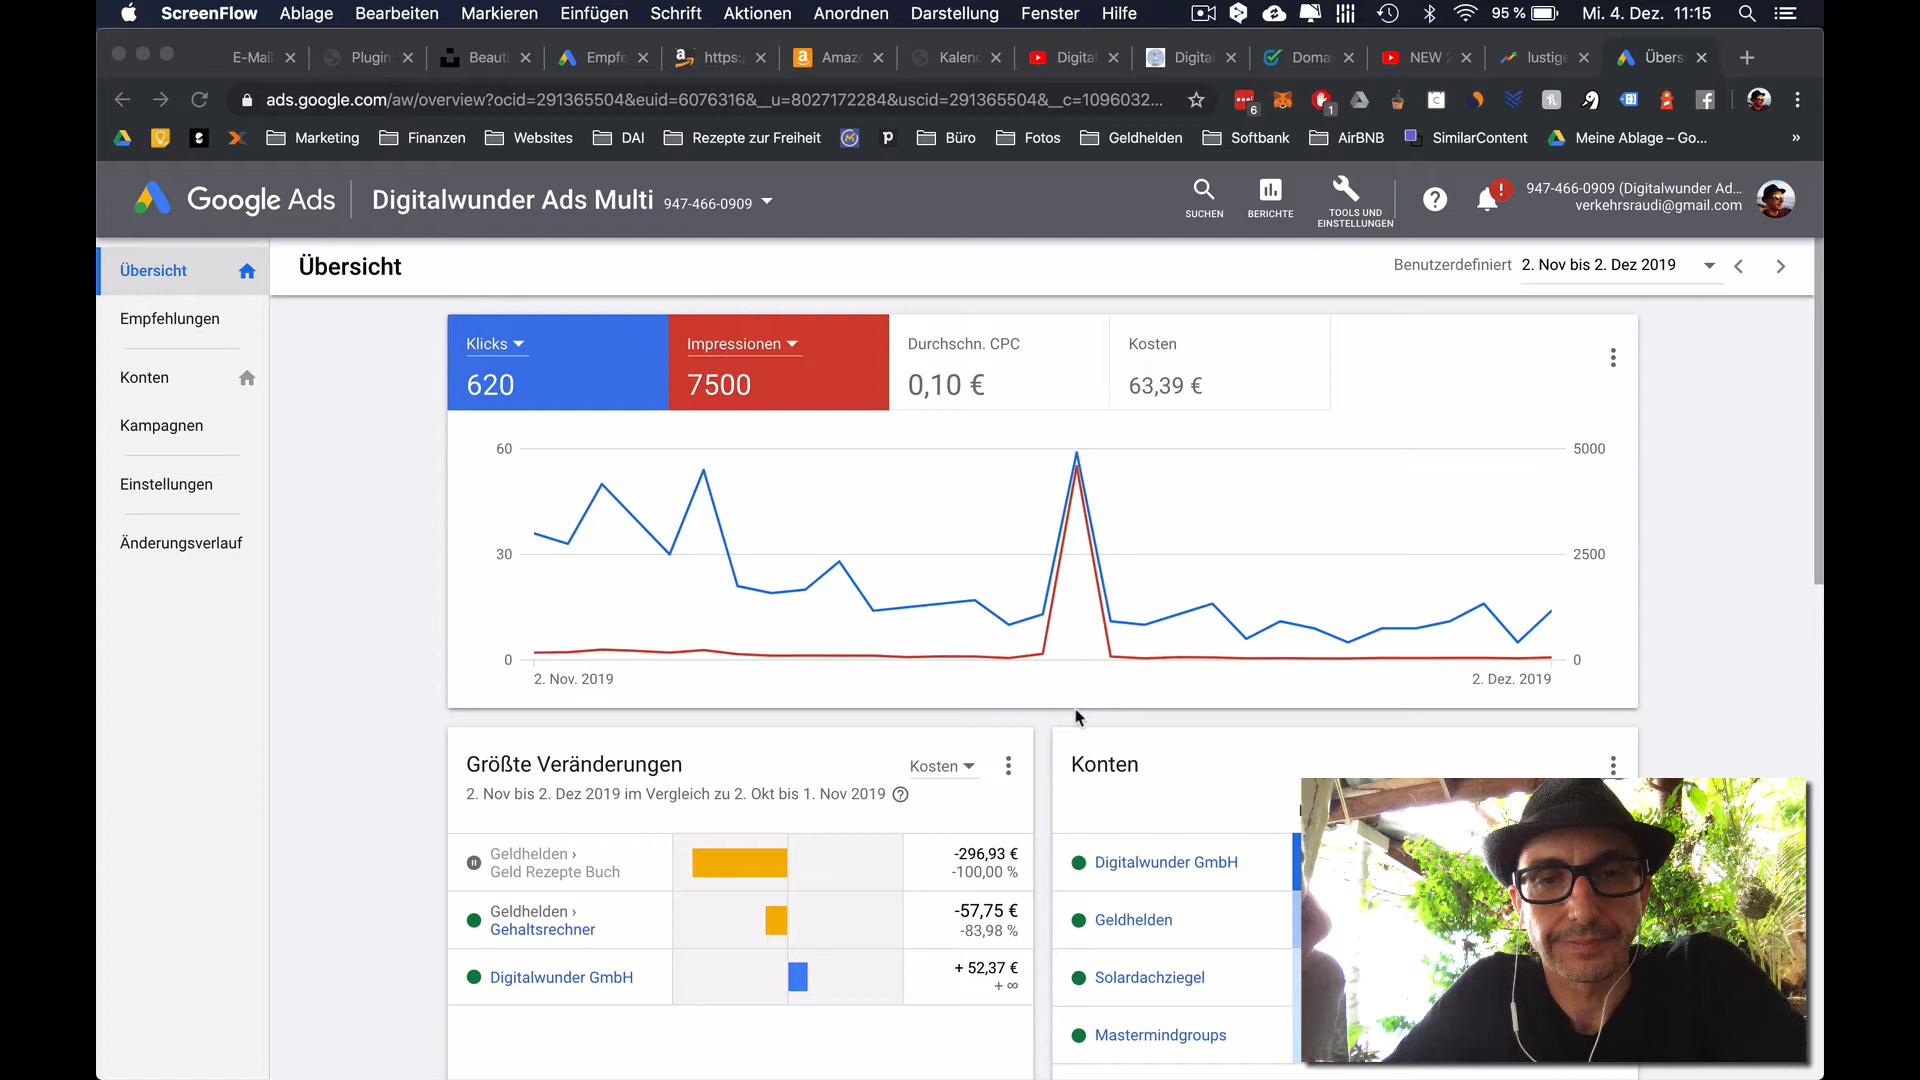 ScreenFlow Ablage Bearbeiten Markieren Einfügen Schrift Aktionen Anordnen Darstellung Fenster Hilfe 95 % Mi. 4. Dez. 11:15
E-Mail Plugin Beauti Empfe https: Amaz Kalen Digital Digital Doma NEW lustige Übers
ads.google.com/aw/overview?ocid=291365504&euid=6076316&__u=8027172284&uscid=291365504&__c=1096032... 6 1
Marketing Finanzen Websites DAI Rezepte zur Freiheit Büro Fotos Geldhelden Softbank AirBNB SimilarContent Meine Ablage – Go... »
Google Ads Digitalwunder Ads Multi 947-466-0909
SUCHEN BERICHTE TOOLS UND EINSTELLUNGEN
947-466-0909 (Digitalwunder Ad...
verkehrsraudi@gmail.com
Übersicht
Empfehlungen
Konten
Kampagnen
Einstellungen
Änderungsverlauf
Übersicht Benutzerdefiniert 2. Nov bis 2. Dez 2019
Klicks Impressionen Durchschn. CPC Kosten
620 7500 0,10 € 63,39 €
60 5000
30 2500
0 0
2. Nov. 2019 2. Dez. 2019
Größte Veränderungen Kosten
2. Nov bis 2. Dez 2019 im Vergleich zu 2. Okt bis 1. Nov 2019
Geldhelden › -296,93 €
Geld Rezepte Buch -100,00 %
Geldhelden › -57,75 €
Gehaltsrechner -83,98 %
Digitalwunder GmbH + 52,37 €
+ ∞
Konten
Digitalwunder GmbH
Geldhelden
Solardachziegel
Mastermindgroups